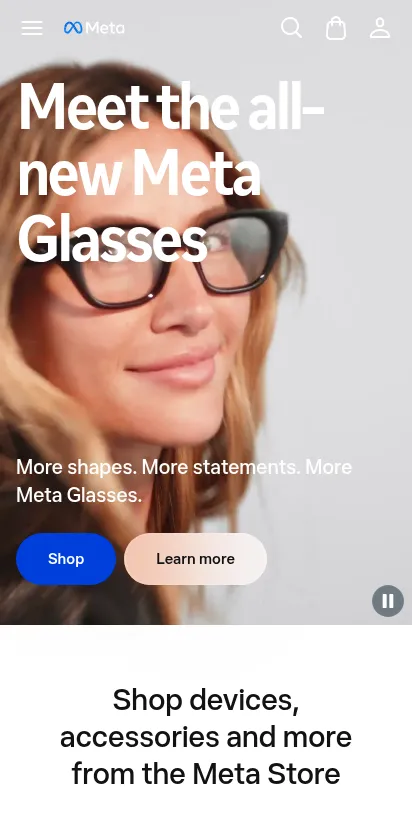 Meta
Meet the all-
new Meta
Glasses
More shapes. More statements. More
Meta Glasses.
Shop
Learn more
Shop devices,
accessories and more
from the Meta Store